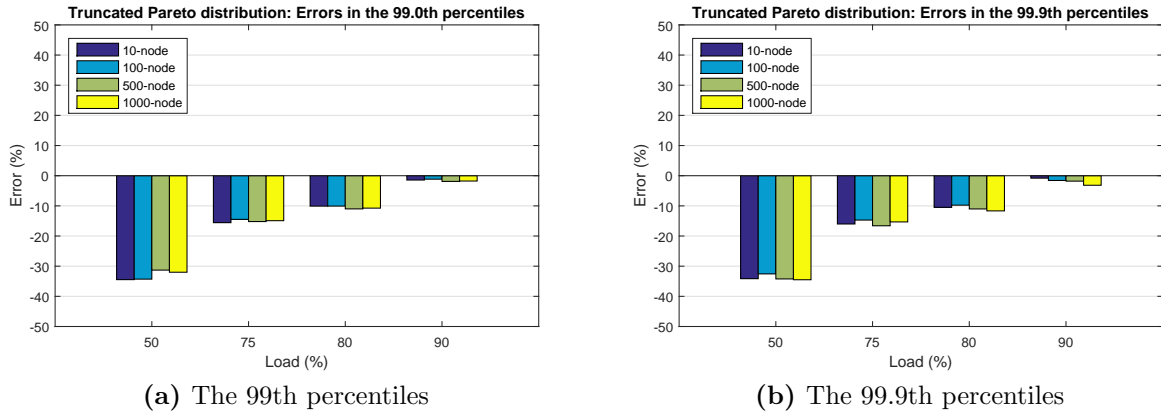 Truncated Pareto distribution: Errors in the 99.0th percentiles
50
40
30
20
10
0
-10
-20
-30
-40
-50
Error (%)
10-node
100-node
500-node
1000-node
50
75
80
90
Load (%)
(a) The 99th percentiles
Truncated Pareto distribution: Errors in the 99.9th percentiles
50
40
30
20
10
0
-10
-20
-30
-40
-50
Error (%)
10-node
100-node
500-node
1000-node
50
75
80
90
Load (%)
(b) The 99.9th percentiles